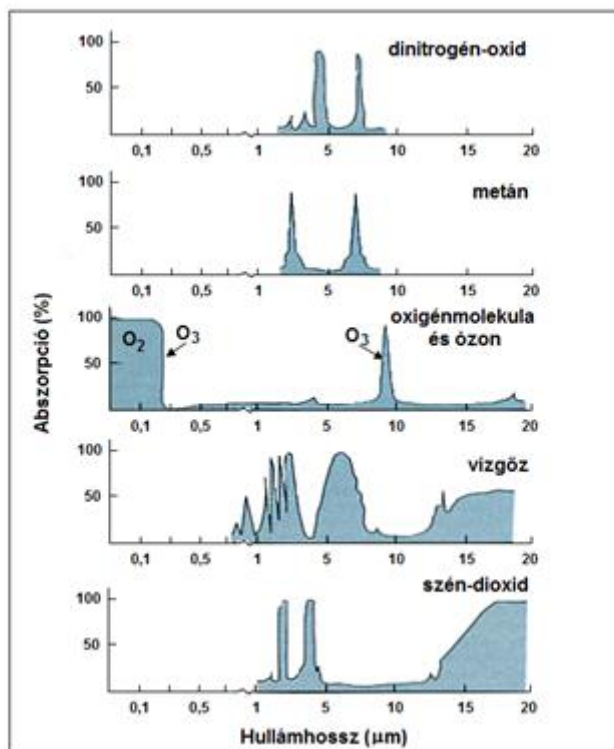 dinitrogén-oxid
100
50
0,1 0,5 1 5 10 15 20
metán
100
50
0,1 0,5 1 5 10 15 20
oxigénmolekula
és ózon
100
50
O2 O3 O3
0,1 0,5 1 5 10 15 20
vízgőz
100
50
0,1 0,5 1 5 10 15 20
szén-dioxid
100
50
0,1 0,5 1 5 10 15 20
Abszorpció (%)
Hullámhossz (μm)